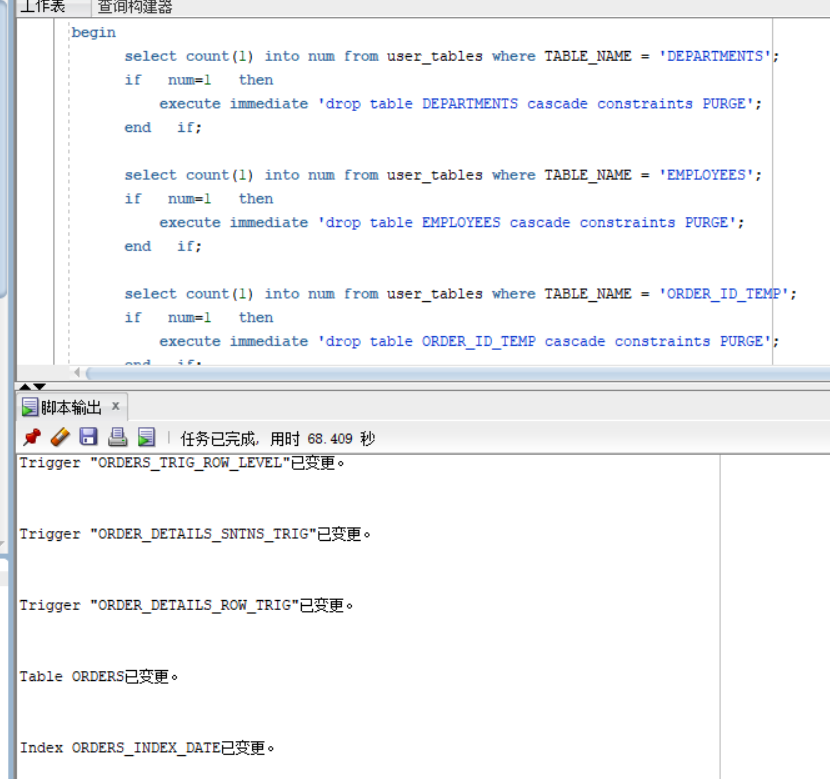 工作表 查询构建器
begin
select count(1) into num from user_tables where TABLE_NAME = 'DEPARTMENTS';
if num=1 then
execute immediate 'drop table DEPARTMENTS cascade constraints PURGE';
end if;
select count(1) into num from user_tables where TABLE_NAME = 'EMPLOYEES';
if num=1 then
execute immediate 'drop table EMPLOYEES cascade constraints PURGE';
end if;
select count(1) into num from user_tables where TABLE_NAME = 'ORDER_ID_TEMP';
if num=1 then
execute immediate 'drop table ORDER_ID_TEMP cascade constraints PURGE';
end if;
脚本输出 x
任务已完成, 用时 68.409 秒
Trigger "ORDERS_TRIG_ROW_LEVEL"已变更。
Trigger "ORDER_DETAILS_SNTNS_TRIG"已变更。
Trigger "ORDER_DETAILS_ROW_TRIG"已变更。
Table ORDERS已变更。
Index ORDERS_INDEX_DATE已变更。